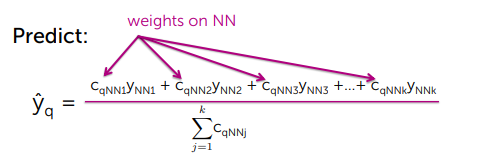 weights on NN
Predict:
ŷq = cqNN1yNN1 + cqNN2yNN2 + cqNN3yNN3 +...+ cqNNkyNNk
k
∑cqNNj
j=1